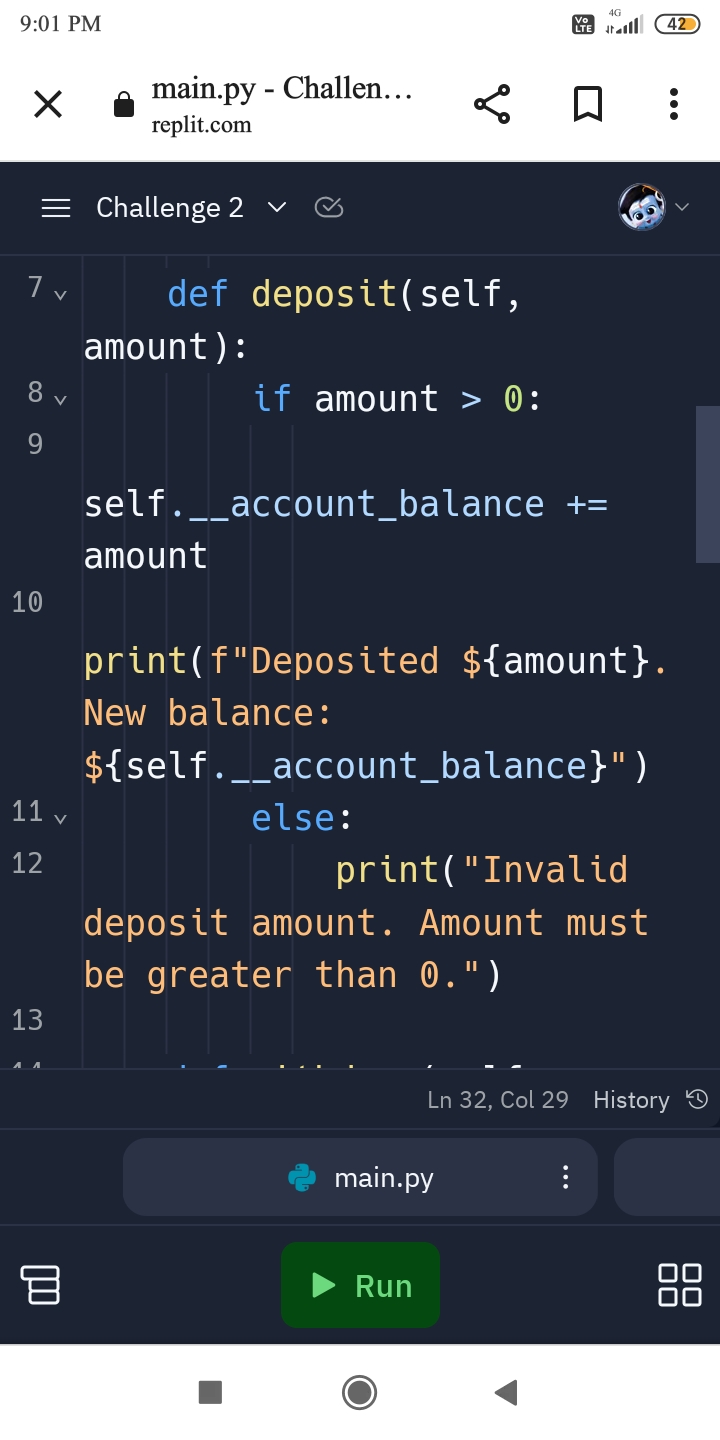 9:01 PM
Vo LTE 4G 42
main.py - Challen...
replit.com
Challenge 2
7 def deposit(self,
amount):
8 if amount > 0:
9
self.__account_balance +=
amount
10
print(f"Deposited ${amount}.
New balance:
${self.__account_balance}")
11 else:
12 print("Invalid
deposit amount. Amount must
be greater than 0.")
13
Ln 32, Col 29 History
main.py
Run